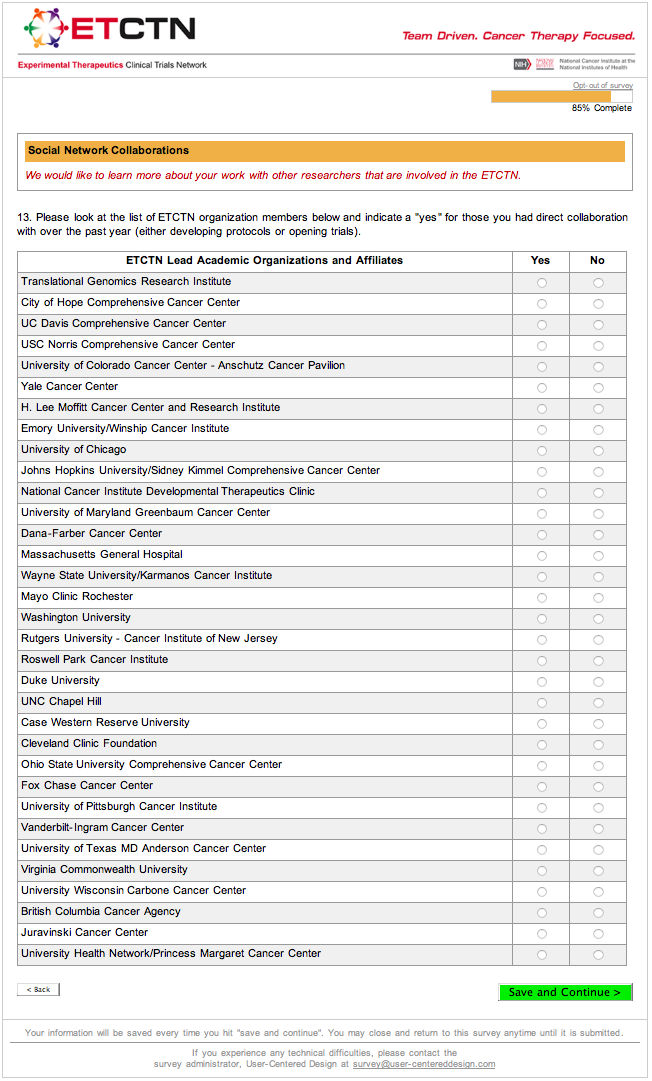 ETCTN
Team Driven. Cancer Therapy Focused.
Experimental Therapeutics Clinical Trials Network
NIH
National Cancer Institute at the
National Institutes of Health
Opt-out of survey
85% Complete
Social Network Collaborations
We would like to learn more about your work with other researchers that are involved in the ETCTN.
13. Please look at the list of ETCTN organization members below and indicate a "yes" for those you had direct collaboration
with over the past year (either developing protocols or opening trials).
ETCTN Lead Academic Organizations and Affiliates Yes No
Translational Genomics Research Institute
City of Hope Comprehensive Cancer Center
UC Davis Comprehensive Cancer Center
USC Norris Comprehensive Cancer Center
University of Colorado Cancer Center - Anschutz Cancer Pavilion
Yale Cancer Center
H. Lee Moffitt Cancer Center and Research Institute
Emory University/Winship Cancer Institute
University of Chicago
Johns Hopkins University/Sidney Kimmel Comprehensive Cancer Center
National Cancer Institute Developmental Therapeutics Clinic
University of Maryland Greenbaum Cancer Center
Dana-Farber Cancer Center
Massachusetts General Hospital
Wayne State University/Karmanos Cancer Institute
Mayo Clinic Rochester
Washington University
Rutgers University - Cancer Institute of New Jersey
Roswell Park Cancer Institute
Duke University
UNC Chapel Hill
Case Western Reserve University
Cleveland Clinic Foundation
Ohio State University Comprehensive Cancer Center
Fox Chase Cancer Center
University of Pittsburgh Cancer Institute
Vanderbilt-Ingram Cancer Center
University of Texas MD Anderson Cancer Center
Virginia Commonwealth University
University Wisconsin Carbone Cancer Center
British Columbia Cancer Agency
Juravinski Cancer Center
University Health Network/Princess Margaret Cancer Center
< Back
Save and Continue >
Your information will be saved every time you hit "save and continue". You may close and return to this survey anytime until it is submitted.
If you experience any technical difficulties, please contact the
survey administrator, User-Centered Design at survey@user-centereddesign.com